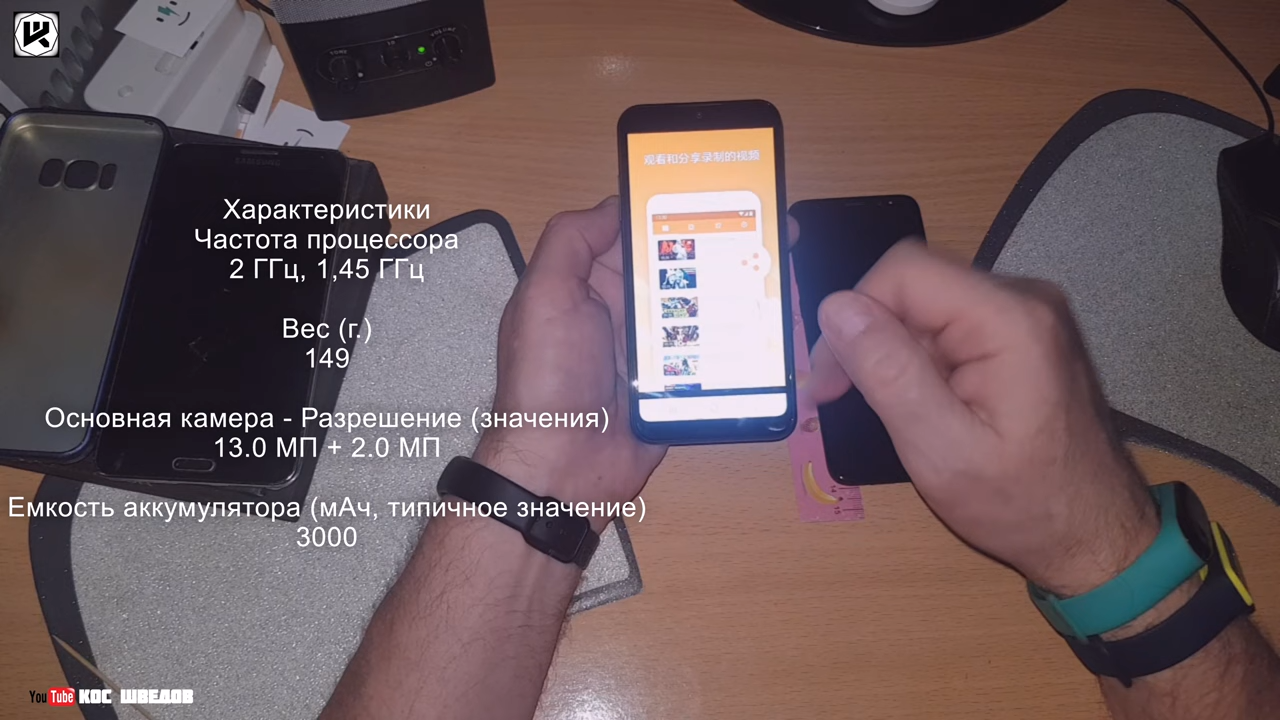 Характеристики
Частота процессора
2 ГГц, 1,45 ГГц
Вес (г.)
149
Основная камера - Разрешение (значения)
13.0 МП + 2.0 МП
Емкость аккумулятора (мАч, типичное значение)
3000
观看和分享录制的视频
SAMSUNG
YouTube КОС ШВЕДОВ